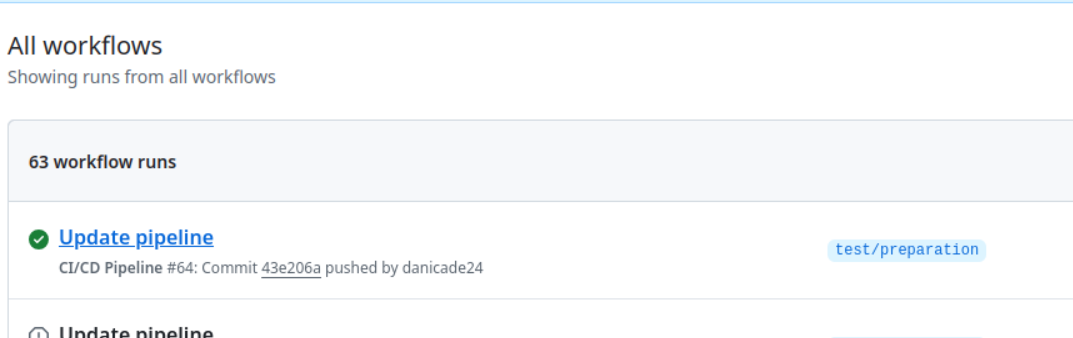 All workflows
Showing runs from all workflows
63 workflow runs
Update pipeline
CI/CD Pipeline #64: Commit 43e206a pushed by danicade24
test/preparation
Update pipeline